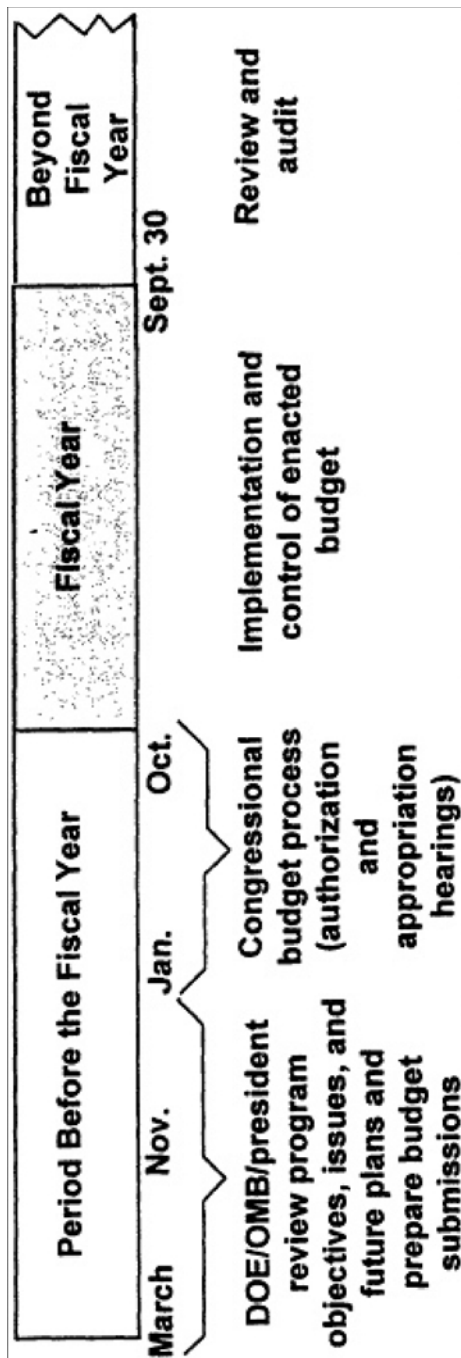 Period Before the Fiscal Year
Fiscal Year
Beyond
Fiscal
Year
March
Nov.
Jan.
Oct.
Sept. 30
DOE/OMB/president
review program
objectives, issues, and
future plans and
prepare budget
submissions
Congressional
budget process
(authorization
and
appropriation
hearings)
Implementation and
control of enacted
budget
Review and
audit